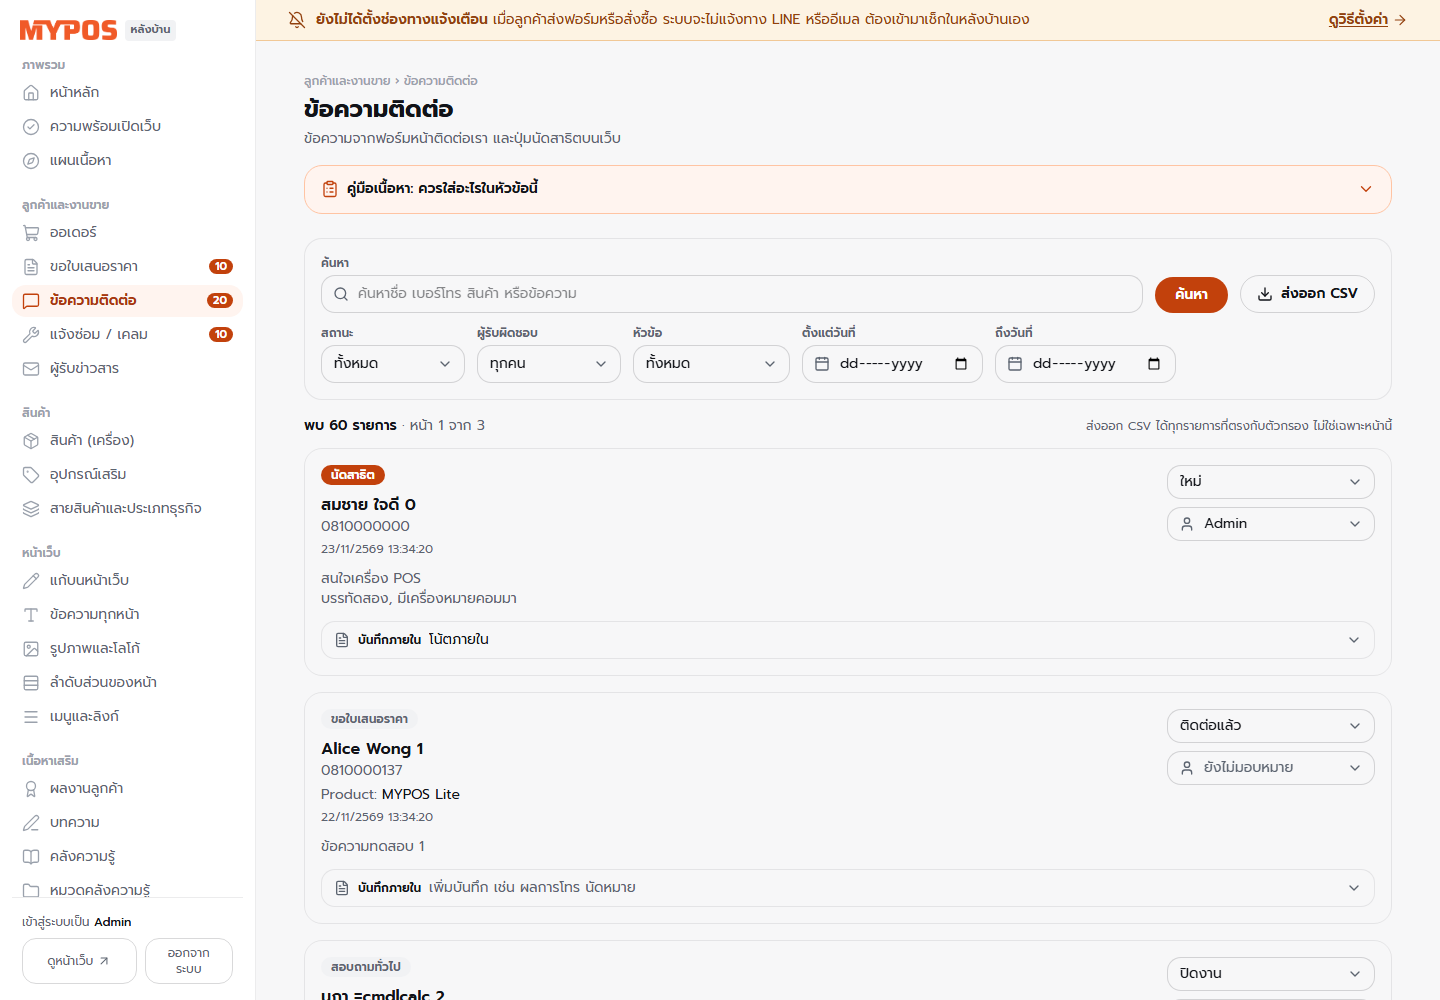 MYPOS หลังบ้าน
ภาพรวม
หน้าหลัก
ความพร้อมเปิดเว็บ
แผนเนื้อหา
ลูกค้าและงานขาย
ออเดอร์
ขอใบเสนอราคา 10
ข้อความติดต่อ 20
แจ้งซ่อม / เคลม 10
ผู้รับข่าวสาร
สินค้า
สินค้า (เครื่อง)
อุปกรณ์เสริม
สายสินค้าและประเภทธุรกิจ
หน้าเว็บ
แก้บนหน้าเว็บ
ข้อความทุกหน้า
รูปภาพและโลโก้
ลำดับส่วนของหน้า
เมนูและลิงก์
เนื้อหาเสริม
ผลงานลูกค้า
บทความ
คลังความรู้
หมวดคลังความรู้
เข้าสู่ระบบเป็น Admin
ดูหน้าเว็บ
ออกจาก
ระบบ
ยังไม่ได้ตั้งช่องทางแจ้งเตือน เมื่อลูกค้าส่งฟอร์มหรือสั่งซื้อ ระบบจะไม่แจ้งทาง LINE หรืออีเมล ต้องเข้ามาเช็กในหลังบ้านเอง ดูวิธีตั้งค่า →
ลูกค้าและงานขาย › ข้อความติดต่อ
ข้อความติดต่อ
ข้อความจากฟอร์มหน้าติดต่อเรา และปุ่มนัดสาธิตบนเว็บ
คู่มือเนื้อหา: ควรใส่อะไรในหัวข้อนี้
ค้นหา
ค้นหาชื่อ เบอร์โทร สินค้า หรือข้อความ ค้นหา ส่งออก CSV
สถานะ ผู้รับผิดชอบ หัวข้อ ตั้งแต่วันที่ ถึงวันที่
ทั้งหมด ทุกคน ทั้งหมด dd-----yyyy dd-----yyyy
พบ 60 รายการ · หน้า 1 จาก 3 ส่งออก CSV ได้ทุกรายการที่ตรงกับตัวกรอง ไม่ใช่เฉพาะหน้านี้
นัดสาธิต
สมชาย ใจดี 0
0810000000
23/11/2569 13:34:20
ใหม่
Admin
สนใจเครื่อง POS
บรรทัดสอง, มีเครื่องหมายคอมมา
บันทึกภายใน โน้ตภายใน
ขอใบเสนอราคา
Alice Wong 1
0810000137
Product: MYPOS Lite
22/11/2569 13:34:20
ติดต่อแล้ว
ยังไม่มอบหมาย
ข้อความทดสอบ 1
บันทึกภายใน เพิ่มบันทึก เช่น ผลการโทร นัดหมาย
สอบถามทั่วไป
ปิดงาน
นภา =cmd|calc 2